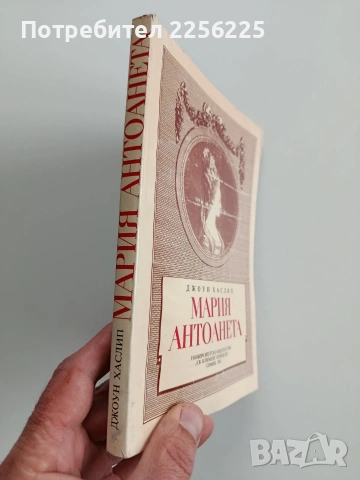 Потребител 2256225
ДЖОУН ХАСЛИП МАРИЯ АНТОАНЕТА
ДЖОУН ХАСЛИП
МАРИЯ
АНТОАНЕТА
bazar